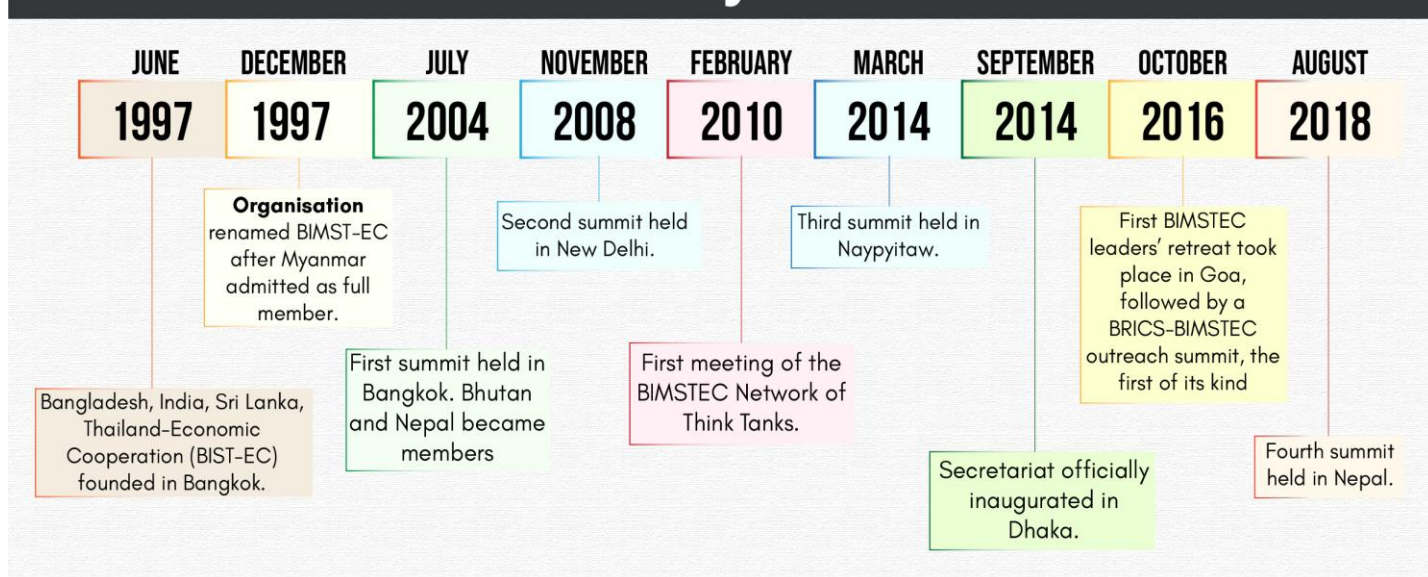 JUNE
1997
Bangladesh, India, Sri Lanka,
Thailand-Economic
Cooperation (BIST-EC)
founded in Bangkok.
DECEMBER
1997
Organisation
renamed BIMST-EC
after Myanmar
admitted as full
member.
JULY
2004
First summit held in
Bangkok. Bhutan
and Nepal became
members
NOVEMBER
2008
Second summit held
in New Delhi.
FEBRUARY
2010
First meeting of the
BIMSTEC Network of
Think Tanks.
MARCH
2014
Third summit held in
Naypyitaw.
SEPTEMBER
2014
Secretariat officially
inaugurated in
Dhaka.
OCTOBER
2016
First BIMSTEC
leaders’ retreat took
place in Goa,
followed by a
BRICS-BIMSTEC
outreach summit, the
first of its kind
AUGUST
2018
Fourth summit
held in Nepal.